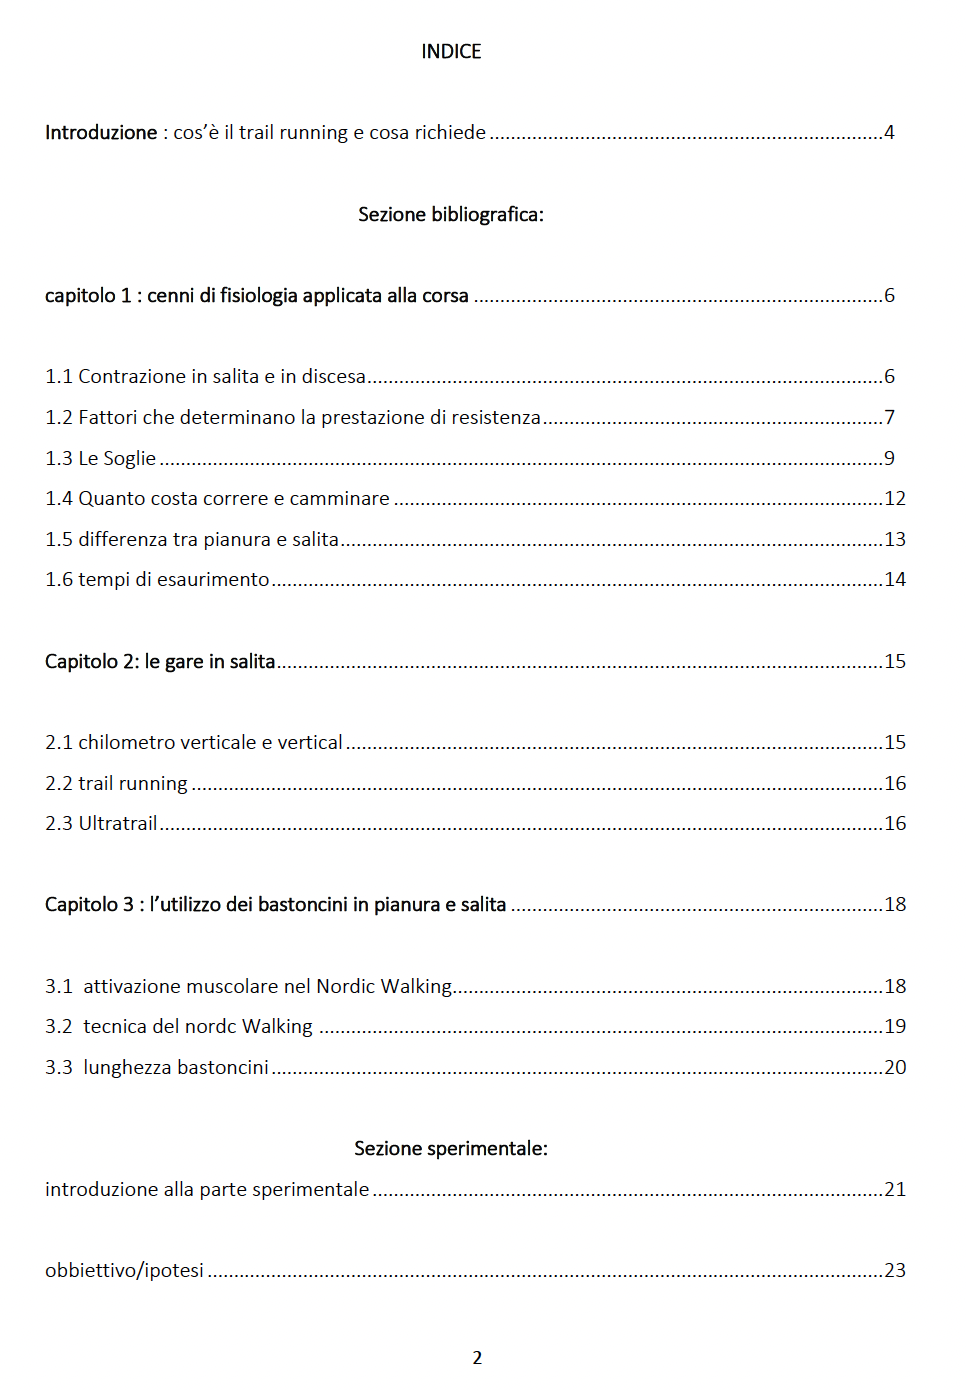 INDICE
Introduzione : cos’è il trail running e cosa richiede ..........................................................................4
Sezione bibliografica:
capitolo 1 : cenni di fisiologia applicata alla corsa .............................................................................6
1.1 Contrazione in salita e in discesa.................................................................................................6
1.2 Fattori che determinano la prestazione di resistenza................................................................7
1.3 Le Soglie ........................................................................................................................................9
1.4 Quanto costa correre e camminare ............................................................................................12
1.5 differenza tra pianura e salita......................................................................................................13
1.6 tempi di esaurimento...................................................................................................................14
Capitolo 2: le gare in salita..................................................................................................................15
2.1 chilometro verticale e vertical .....................................................................................................15
2.2 trail running ..................................................................................................................................16
2.3 Ultratrail........................................................................................................................................16
Capitolo 3 : l’utilizzo dei bastoncini in pianura e salita ......................................................................18
3.1  attivazione muscolare nel Nordic Walking.................................................................................18
3.2  tecnica del nordc Walking ..........................................................................................................19
3.3  lunghezza bastoncini...................................................................................................................20
Sezione sperimentale:
introduzione alla parte sperimentale ................................................................................................21
obbiettivo/ipotesi ...............................................................................................................................23
2